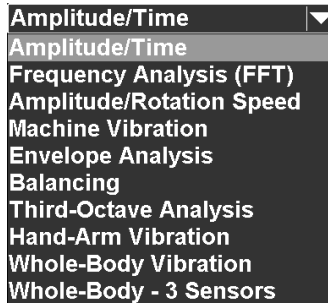 Amplitude/Time
Amplitude/Time
Frequency Analysis (FFT)
Amplitude/Rotation Speed
Machine Vibration
Envelope Analysis
Balancing
Third-Octave Analysis
Hand-Arm Vibration
Whole-Body Vibration
Whole-Body - 3 Sensors